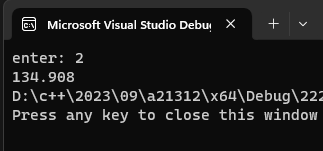 Microsoft Visual Studio Debug
enter: 2
134.908
D:\c++\2023\09\a21312\x64\Debug\222
Press any key to close this window